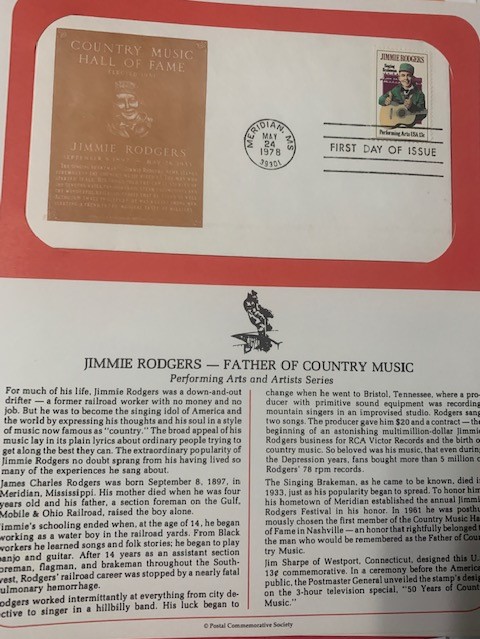 COUNTRY MUSIC
HALL OF FAME
JIMMIE RODGERS
JIMMIE RODGERS
Singing
Brakeman
Performing Arts USA 13c
MERIDIAN, MS
MAY
24
1978
39301
FIRST DAY OF ISSUE
JIMMIE RODGERS — FATHER OF COUNTRY MUSIC
Performing Arts and Artists Series
For much of his life, Jimmie Rodgers was a down-and-out
drifter — a former railroad worker with no money and no
job. But he was to become the singing idol of America and
the world by expressing his thoughts and his soul in a style
of music now famous as "country." The broad appeal of his
music lay in its plain lyrics about ordinary people trying to
get along the best they can. The extraordinary popularity of
Jimmie Rodgers no doubt sprang from his having lived so
many of the experiences he sang about.
James Charles Rodgers was born September 8, 1897, in
Meridian, Mississippi. His mother died when he was four
years old and his father, a section foreman on the Gulf,
Mobile & Ohio Railroad, raised the boy alone.
Jimmie's schooling ended when, at the age of 14, he began
working as a water boy in the railroad yards. From Black
workers he learned songs and folk stories; he began to play
banjo and guitar. After 14 years as an assistant section
foreman, flagman, and brakeman throughout the South-
west, Rodgers' railroad career was stopped by a nearly fatal
pulmonary hemorrhage.
Rodgers worked intermittently at everything from city de-
ctive to singer in a hillbilly band. His luck began to
change when he went to Bristol, Tennessee, where a pro-
ducer with primitive sound equipment was recording
mountain singers in an improvised studio. Rodgers sang
two songs. The producer gave him $20 and a contract — the
beginning of an astonishing multimillion-dollar Jimmie
Rodgers business for RCA Victor Records and the birth o
country music. So beloved was his music, that even durin
the Depression years, fans bought more than 5 million o
Rodgers' 78 rpm records.
The Singing Brakeman, as he came to be known, died i
1933, just as his popularity began to spread. To honor him
his hometown of Meridian established the annual Jimmi
Rodgers Festival in his honor. In 1961 he was posthu
mously chosen the first member of the Country Music Ha
of Fame in Nashville — an honor that rightfully belonged t
the man who would be remembered as the Father of Coun
try Music.
Jim Sharpe of Westport, Connecticut, designed this U.
13¢ commemorative. In a ceremony before the America
public, the Postmaster General unveiled the stamp's desig
on the 3-hour television special, "50 Years of Count
Music."
© Postal Commemorative Society